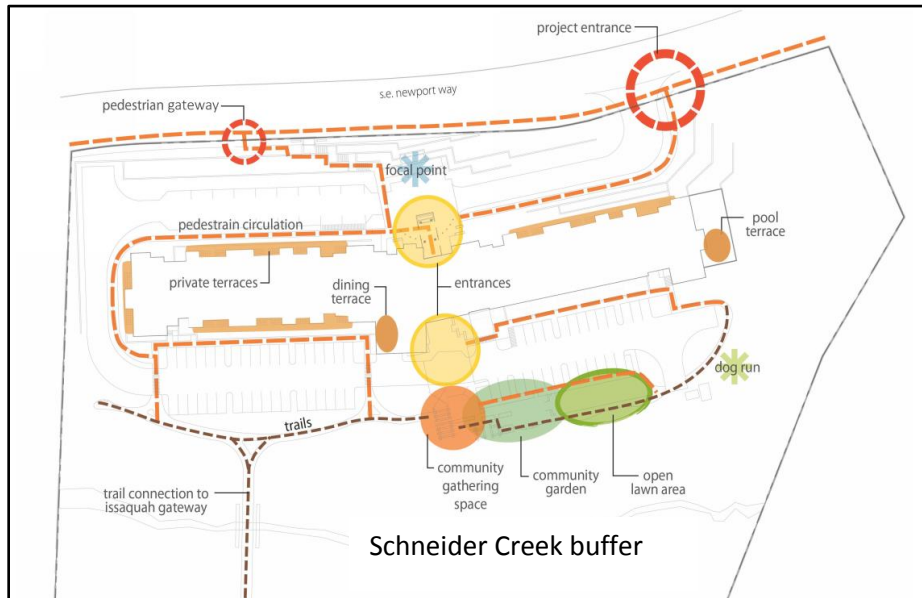 project entrance
s.e. newport way
pedestrian gateway
focal point
pedestrain circulation
pool
terrace
private terraces
dining
terrace
entrances
dog run
trails
community
gathering
space
community
garden
open
lawn area
trail connection to
issaquah gateway
Schneider Creek buffer